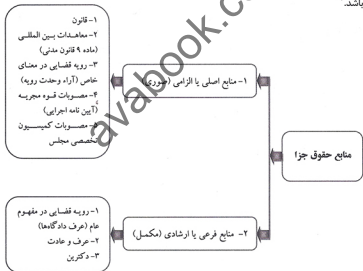 باشد.
۱- قانون
۲- معاهدات بین المللی
(ماده ۹ قانون مدنی)
۳- رویه قضایی در معنای
خاص (آراء وحدت رویه)
۴- مصوبات قوه مجریه
(آیین نامه اجرایی)
۵- مصوبات کمیسیون
تخصصی مجلس
۱- منابع اصلی یا الزامی (صوری)
منابع حقوق جزا
۲- منابع فرعی یا ارشادی (مکمل)
۱- رویه قضایی در مفهوم
عام (عرف دادگاه‌ها)
۲- عرف و عادت
۳- دکترین
avabook.co